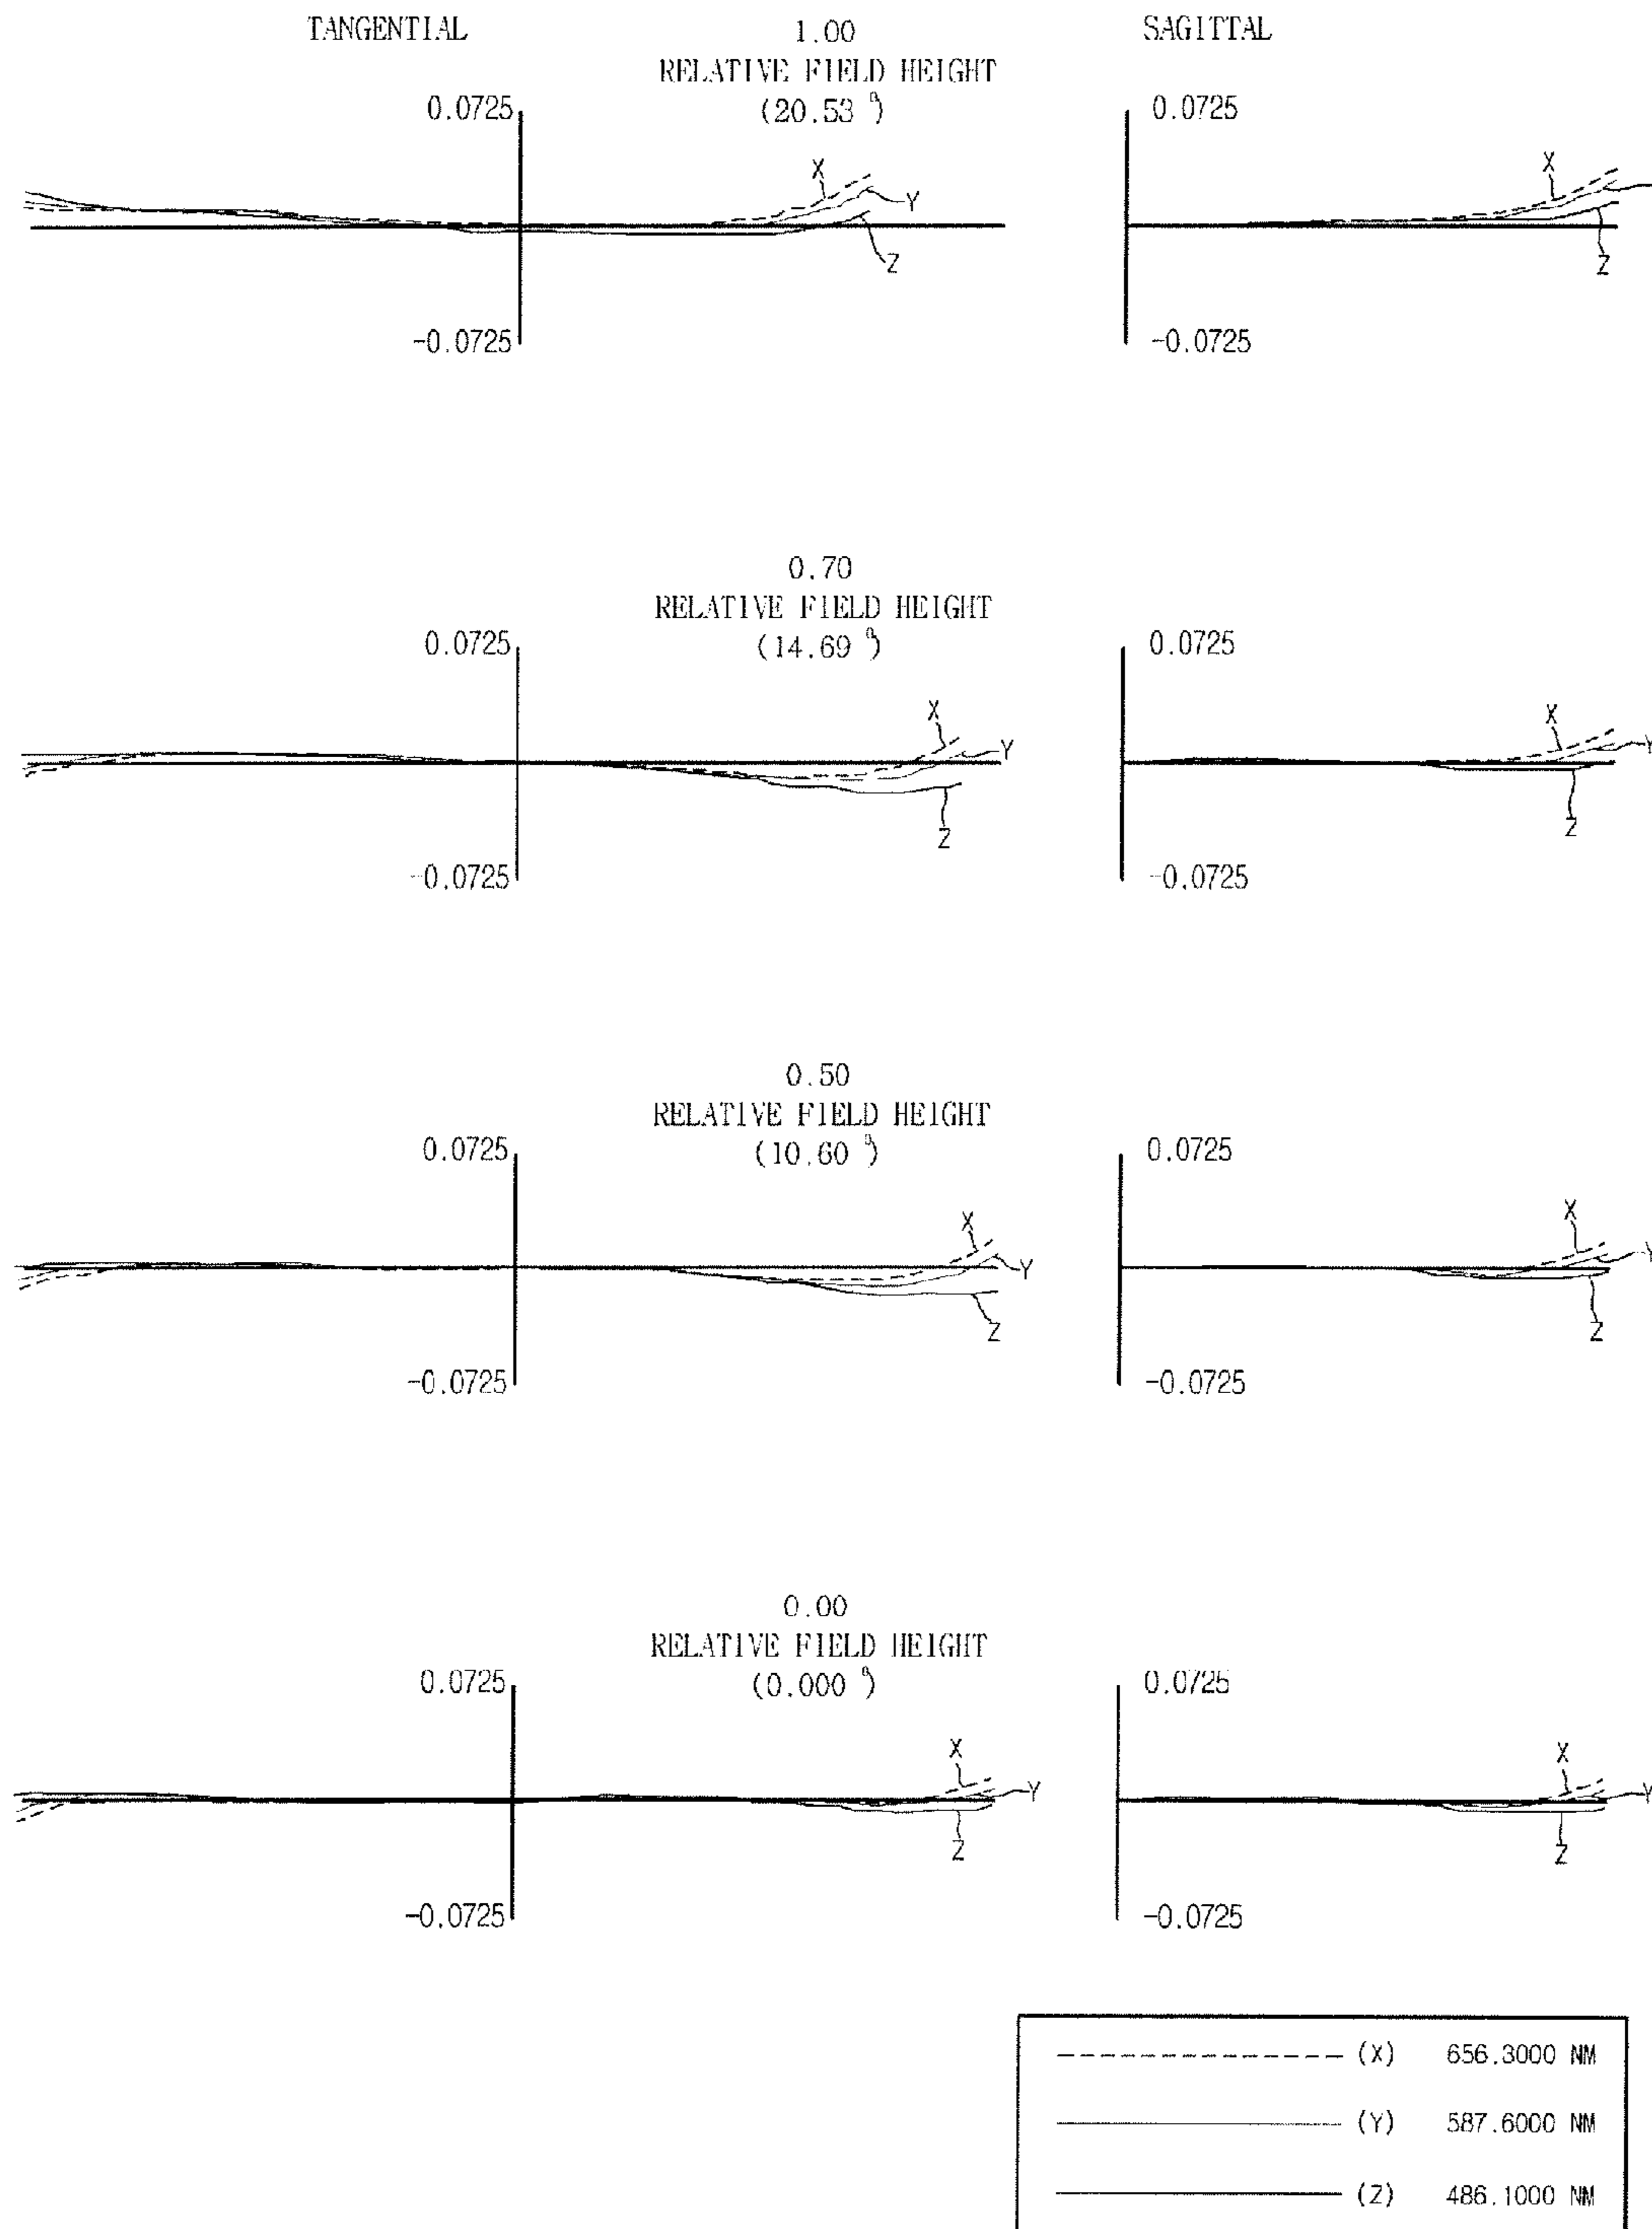 TANGENTIAL
1.00
RELATIVE FIELD HEIGHT
(20.53 °)
SAGITTAL
0.0725
0.0725
X
Y
Z
X
Z
-0.0725
-0.0725
0.70
RELATIVE FIELD HEIGHT
(14.69 °)
0.0725
0.0725
X
Y
Z
X
Y
Z
-0.0725
-0.0725
0.50
RELATIVE FIELD HEIGHT
(10.60 °)
0.0725
0.0725
X
Y
Z
X
Y
Z
-0.0725
-0.0725
0.00
RELATIVE FIELD HEIGHT
(0.000 °)
0.0725
0.0725
X
Y
Z
X
Y
Z
-0.0725
-0.0725
(X) 656.3000 NM
(Y) 587.6000 NM
(Z) 486.1000 NM